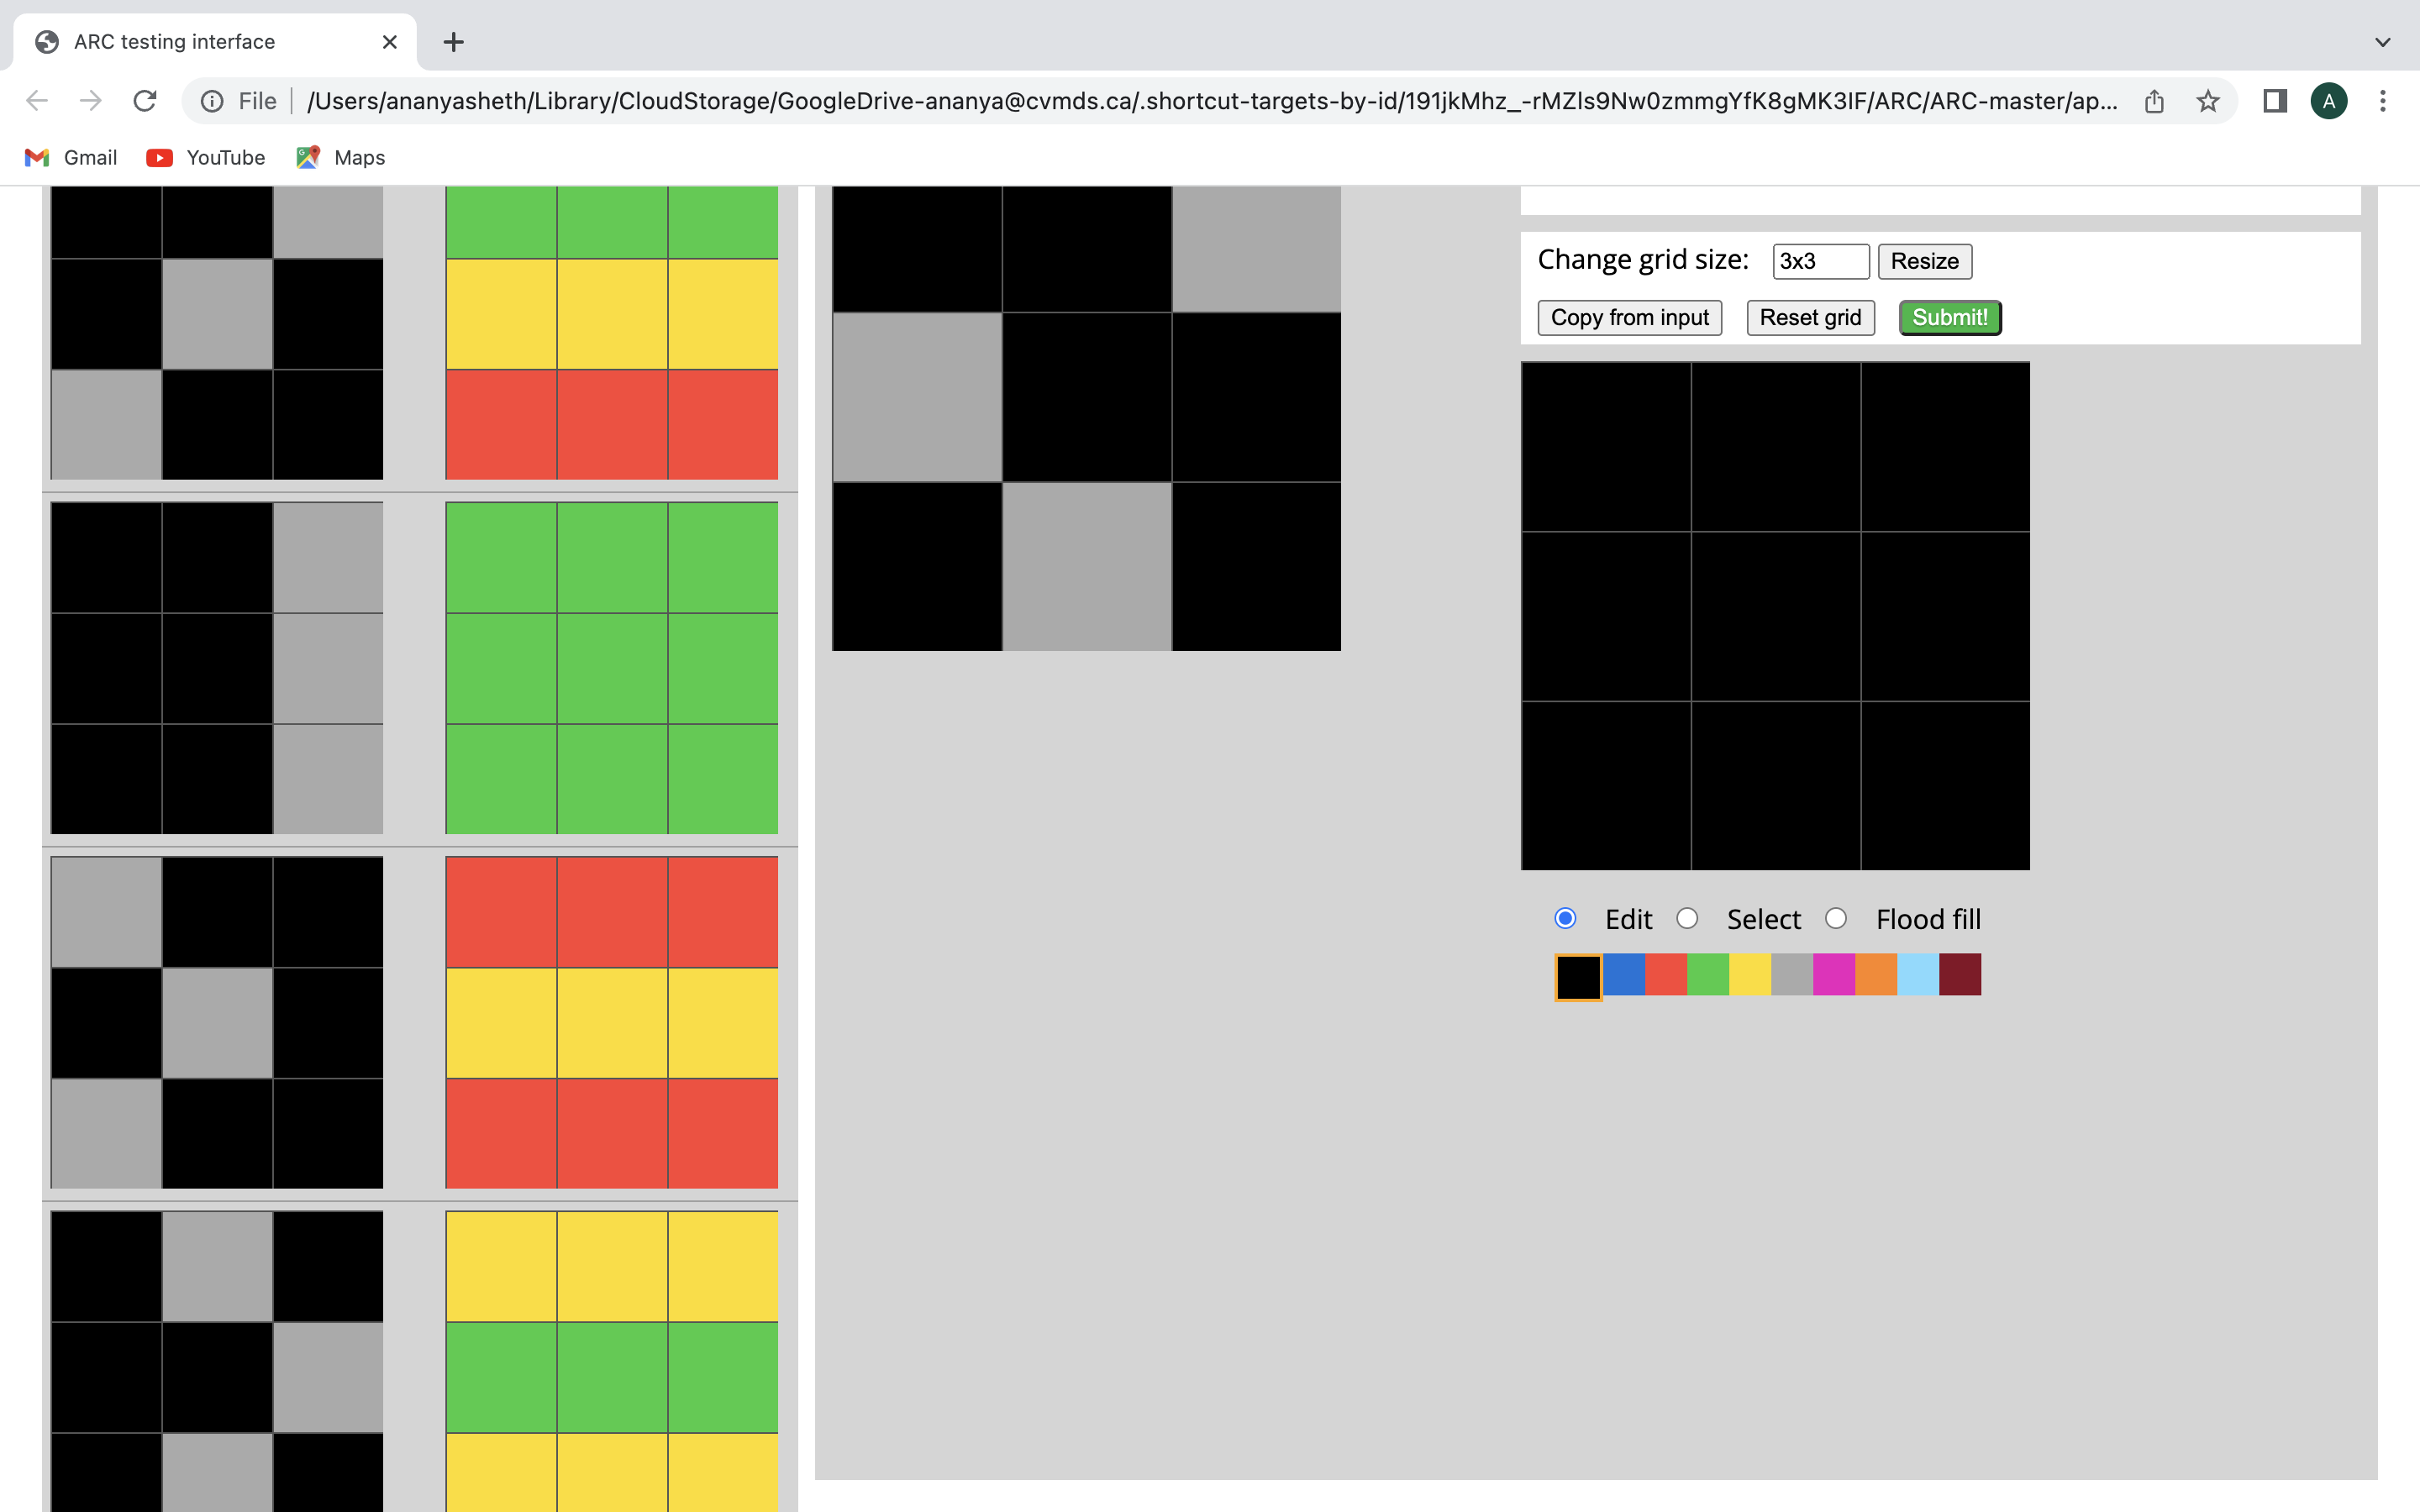 ARC testing interface
File /Users/ananyasheth/Library/CloudStorage/GoogleDrive-ananya@cvmds.ca/.shortcut-targets-by-id/191jkMhz_-rMZls9Nw0zmmgYfK8gMK3IF/ARC/ARC-master/ap... A
Gmail YouTube Maps
Change grid size: 3x3 Resize
Copy from input Reset grid Submit!
Edit Select Flood fill